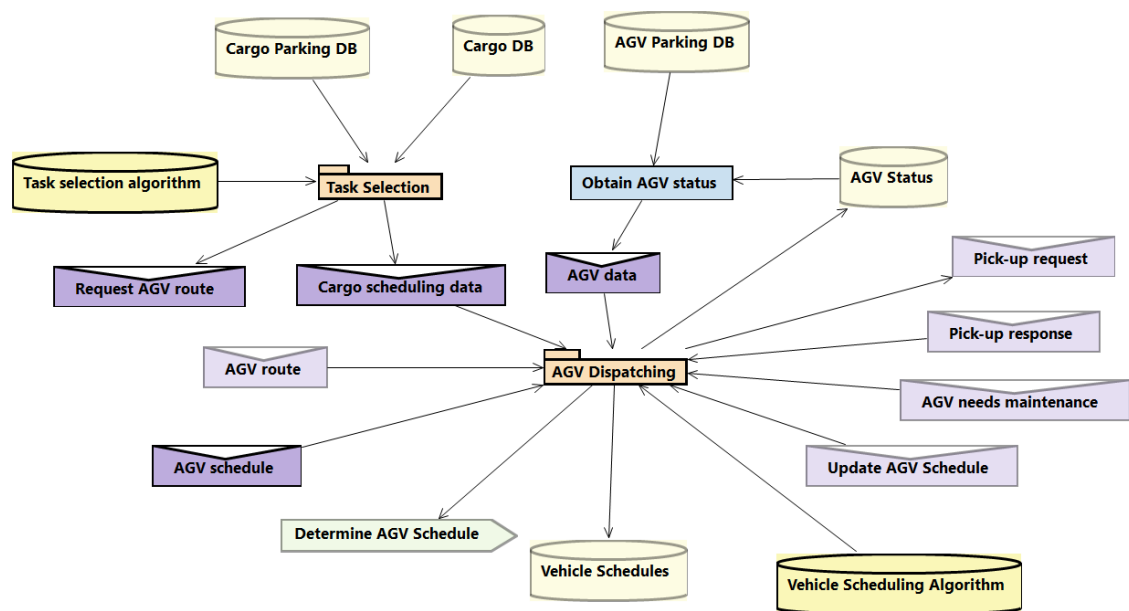 Cargo Parking DB
Cargo DB
AGV Parking DB
Task selection algorithm
Task Selection
Obtain AGV status
AGV Status
Request AGV route
Cargo scheduling data
AGV data
Pick-up request
Pick-up response
AGV route
AGV Dispatching
AGV needs maintenance
AGV schedule
Update AGV Schedule
Determine AGV Schedule
Vehicle Schedules
Vehicle Scheduling Algorithm